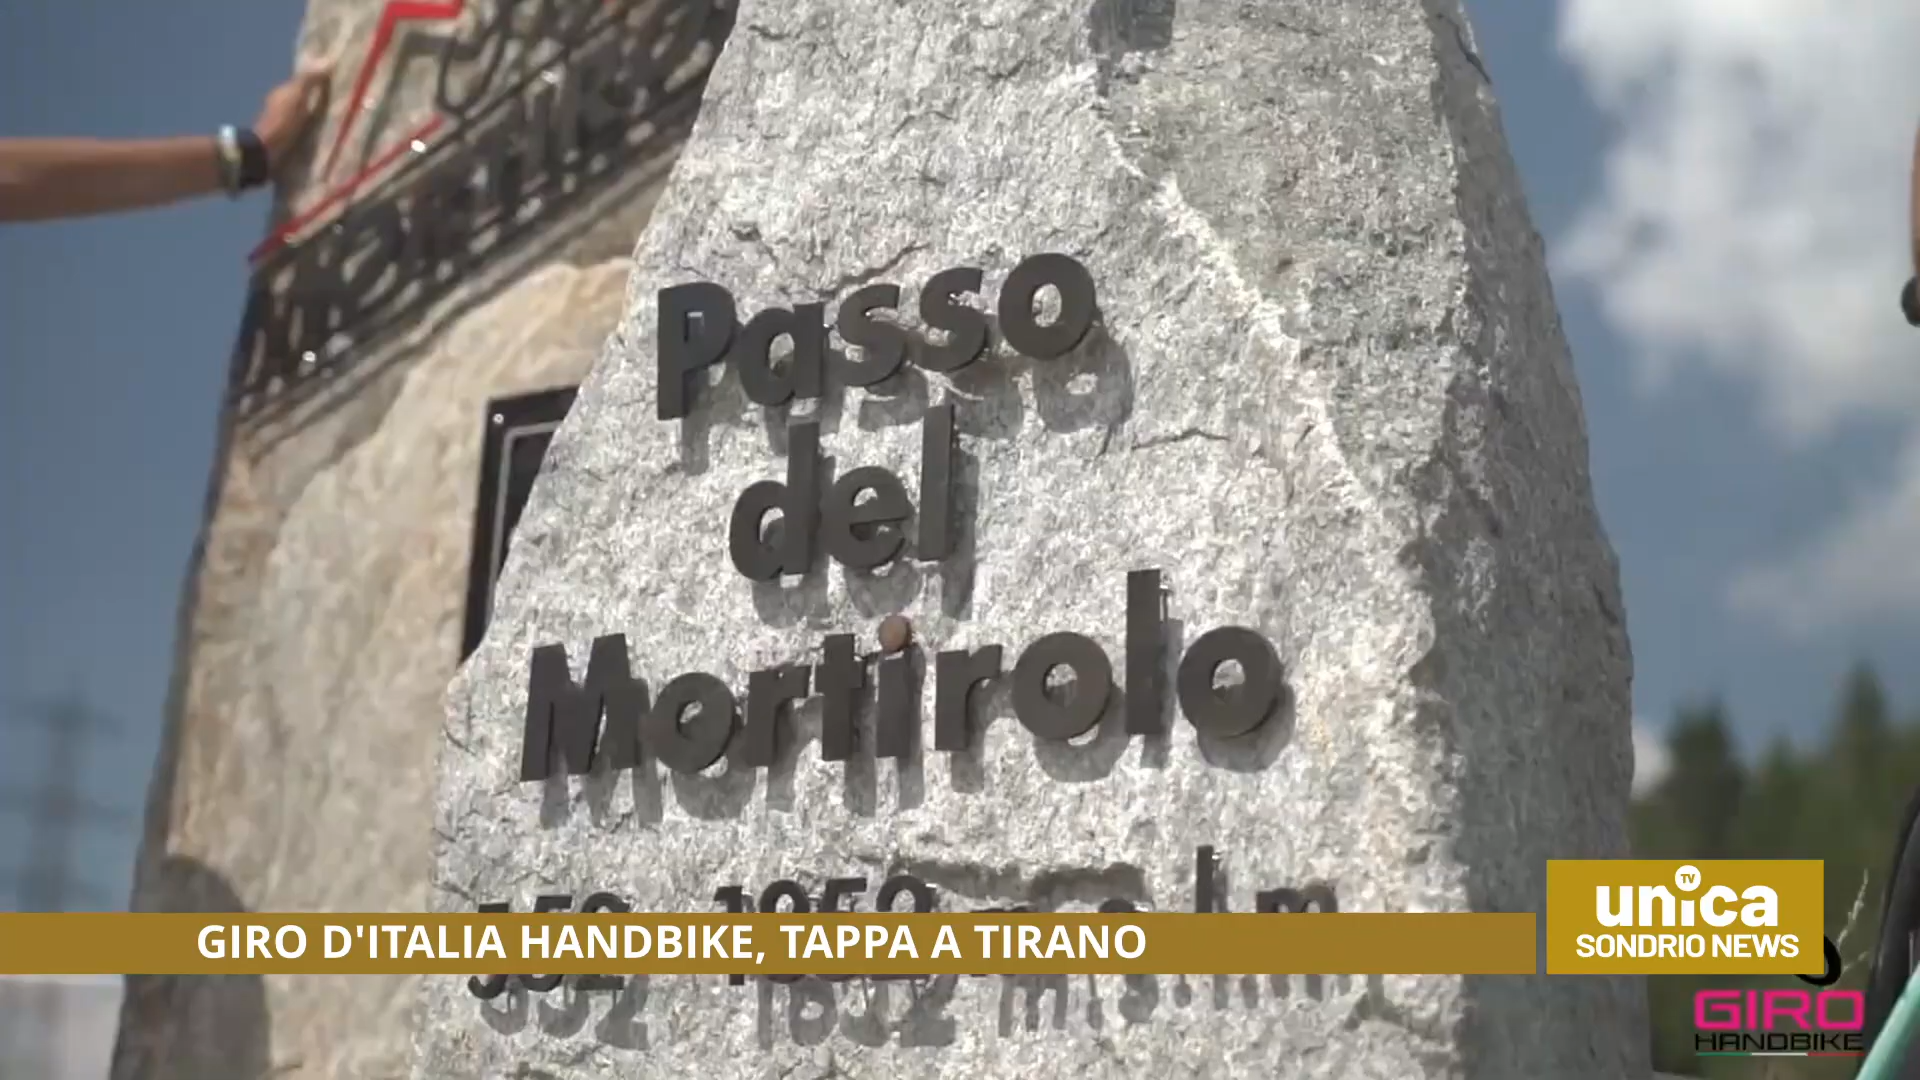 Passo
del
Mortirolo
GIRO D'ITALIA HANDBIKE, TAPPA A TIRANO
unica
TV
SONDRIO NEWS
GIRO
HANDBIKE